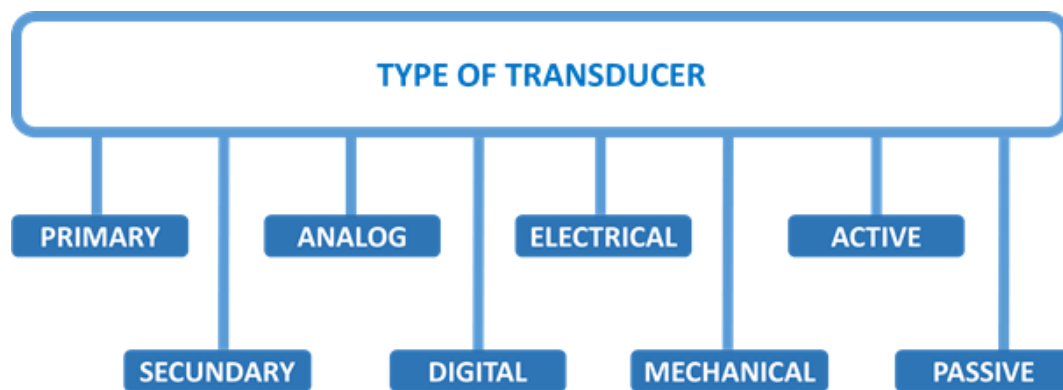 TYPE OF TRANSDUCER
PRIMARY
ANALOG
ELECTRICAL
ACTIVE
SECUNDARY
DIGITAL
MECHANICAL
PASSIVE